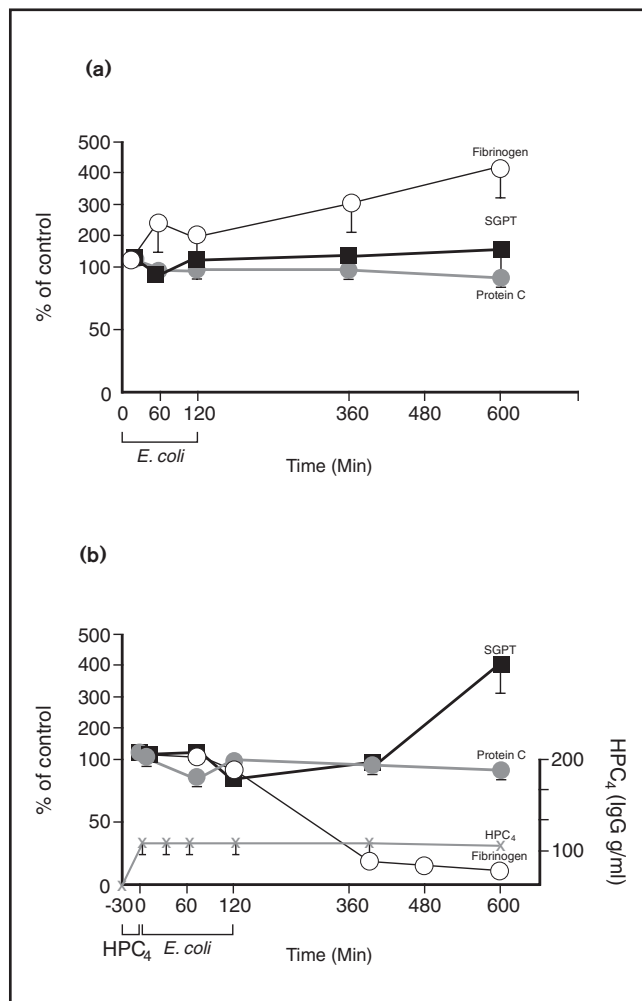 (a)
500
400
300
200
100
50
0
% of control
Fibrinogen
SGPT
Protein C
0 60 120 360 480 600
E. coli
Time (Min)
(b)
500
400
300
200
100
50
0
% of control
SGPT
Protein C
HPC4
Fibrinogen
200
100
HPC4 (IgG g/ml)
-30 0 60 120 360 480 600
HPC4 E. coli
Time (Min)